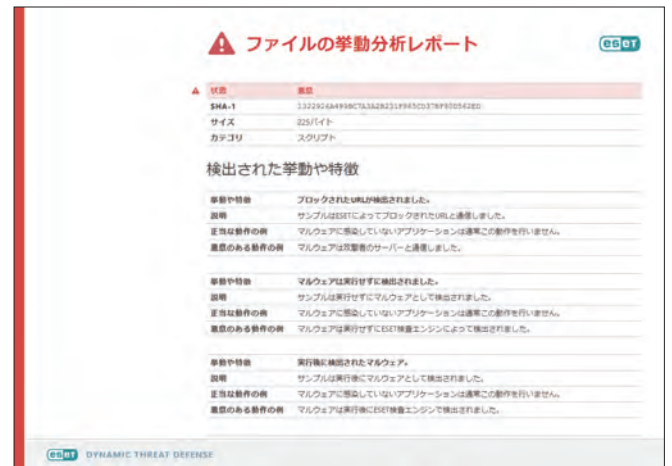 ファイルの挙動分析レポート
eseT
状態 悪意
SHA-1
サイズ 225バイト
カテゴリ スクリプト
検出された挙動や特徴
挙動や特徴 ブロックされたURLが検出されました。
説明 サンプルはESETによってブロックされたURLと通信しました。
正当な動作の例 マルウェアに感染していないアプリケーションは通常この動作を行いません。
悪意のある動作の例 マルウェアは攻撃者のサーバーと通信しました。
挙動や特徴 マルウェアは実行せずに検出されました。
説明 サンプルは実行せずにマルウェアとして検出されました。
正当な動作の例 マルウェアに感染していないアプリケーションは通常この動作を行いません。
悪意のある動作の例 マルウェアは実行せずにESET検査エンジンによって検出されました。
挙動や特徴 実行後に検出されたマルウェア。
説明 サンプルは実行後にマルウェアとして検出されました。
正当な動作の例 マルウェアに感染していないアプリケーションは通常この動作を行いません。
悪意のある動作の例 マルウェアは実行後にESET検査エンジンで検出されました。
eseT DYNAMIC THREAT DEFENSE